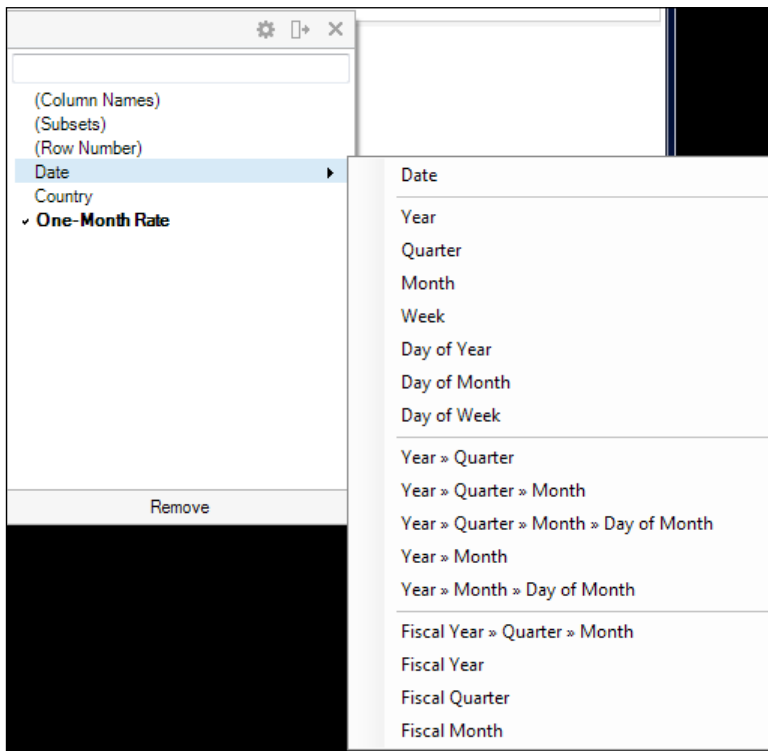 (Column Names)
(Subsets)
(Row Number)
Date
Country
One-Month Rate
Remove
Date
Year
Quarter
Month
Week
Day of Year
Day of Month
Day of Week
Year » Quarter
Year » Quarter » Month
Year » Quarter » Month » Day of Month
Year » Month
Year » Month » Day of Month
Fiscal Year » Quarter » Month
Fiscal Year
Fiscal Quarter
Fiscal Month